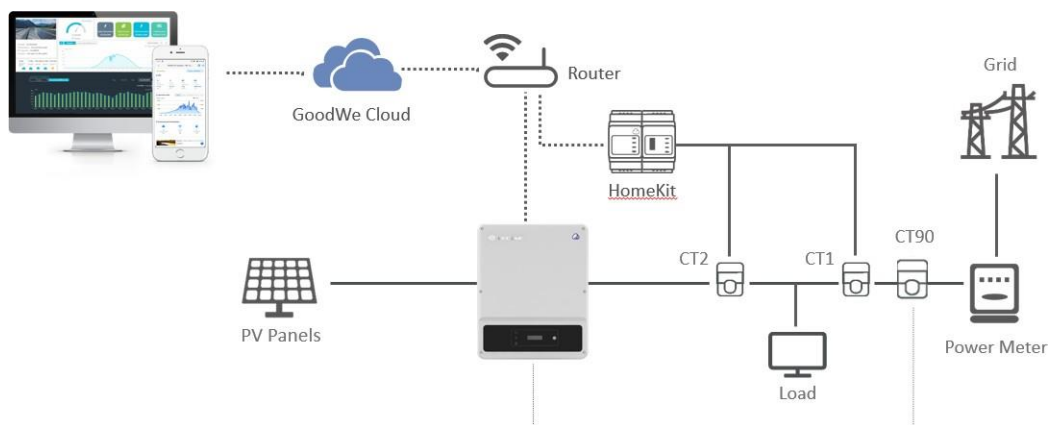 Grid
Router
GoodWe Cloud
HomeKit
CT90
CT2
CT1
PV Panels
Power Meter
Load